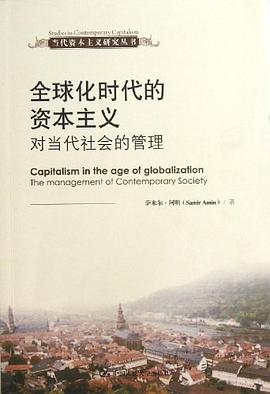 Studies in Contemporary Capitalism
当代资本主义研究丛书
全球化时代的
资本主义
对当代社会的管理
Capitalism in the age of globalization
The management of Contemporary Society
萨米尔·阿明（Samir Amin）/ 著